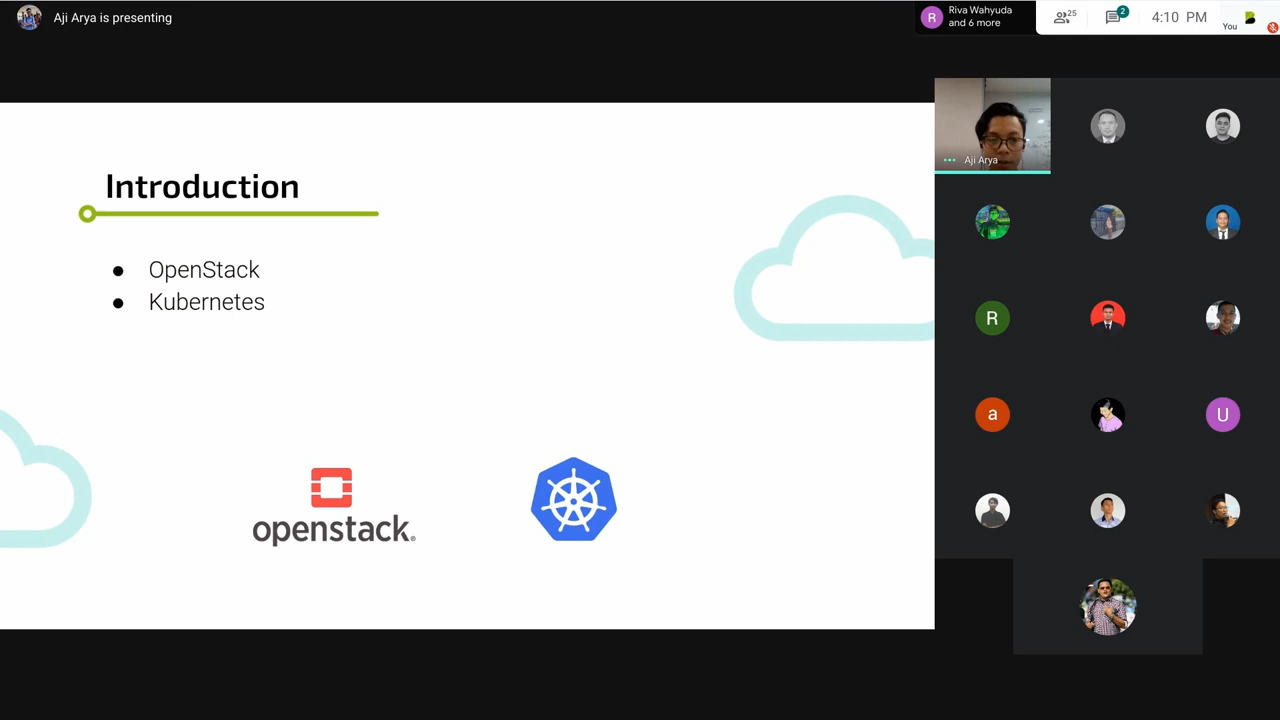 Aji Arya is presenting
R
Riva Wahyuda
and 6 more
25
2
4:10 PM
You
Introduction
OpenStack
Kubernetes
openstack.
Aji Arya
R
a
U